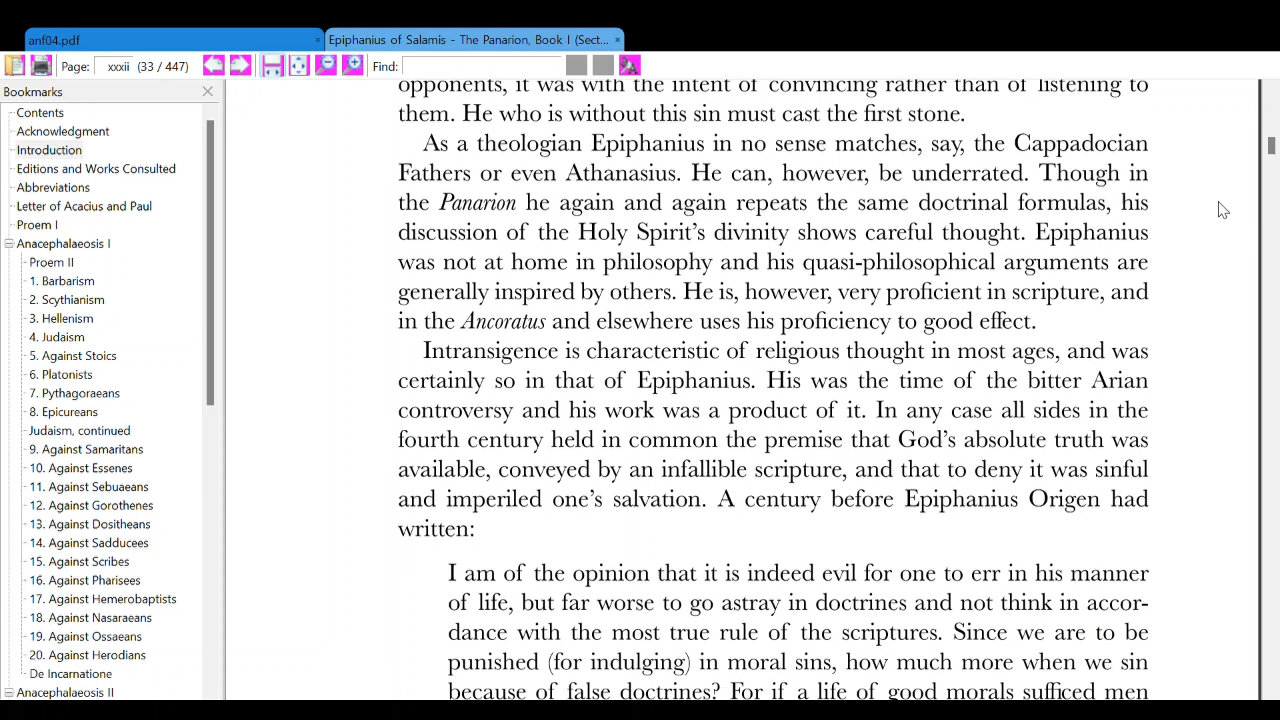 anf04.pdf
Epiphanius of Salamis - The Panarion, Book I (Sect...
Page: xxxii (33 / 447)
Find:
Bookmarks
Contents
Acknowledgment
Introduction
Editions and Works Consulted
Abbreviations
Letter of Acacius and Paul
Proem I
Anacephalaeosis I
Proem II
1. Barbarism
2. Scythianism
3. Hellenism
4. Judaism
5. Against Stoics
6. Platonists
7. Pythagoraeans
8. Epicureans
Judaism, continued
9. Against Samaritans
10. Against Essenes
11. Against Sebuaeans
12. Against Gorothenes
13. Against Dositheans
14. Against Sadducees
15. Against Scribes
16. Against Pharisees
17. Against Hemerobaptists
18. Against Nasaraeans
19. Against Ossaeans
20. Against Herodians
De Incarnatione
Anacephalaeosis II
opponents, it was with the intent of convincing rather than of listening to
them. He who is without this sin must cast the first stone.
As a theologian Epiphanius in no sense matches, say, the Cappadocian
Fathers or even Athanasius. He can, however, be underrated. Though in
the Panarion he again and again repeats the same doctrinal formulas, his
discussion of the Holy Spirit's divinity shows careful thought. Epiphanius
was not at home in philosophy and his quasi-philosophical arguments are
generally inspired by others. He is, however, very proficient in scripture, and
in the Ancoratus and elsewhere uses his proficiency to good effect.
Intransigence is characteristic of religious thought in most ages, and was
certainly so in that of Epiphanius. His was the time of the bitter Arian
controversy and his work was a product of it. In any case all sides in the
fourth century held in common the premise that God's absolute truth was
available, conveyed by an infallible scripture, and that to deny it was sinful
and imperiled one's salvation. A century before Epiphanius Origen had
written:
I am of the opinion that it is indeed evil for one to err in his manner
of life, but far worse to go astray in doctrines and not think in accor-
dance with the most true rule of the scriptures. Since we are to be
punished (for indulging) in moral sins, how much more when we sin
because of false doctrines? For if a life of good morals sufficed men